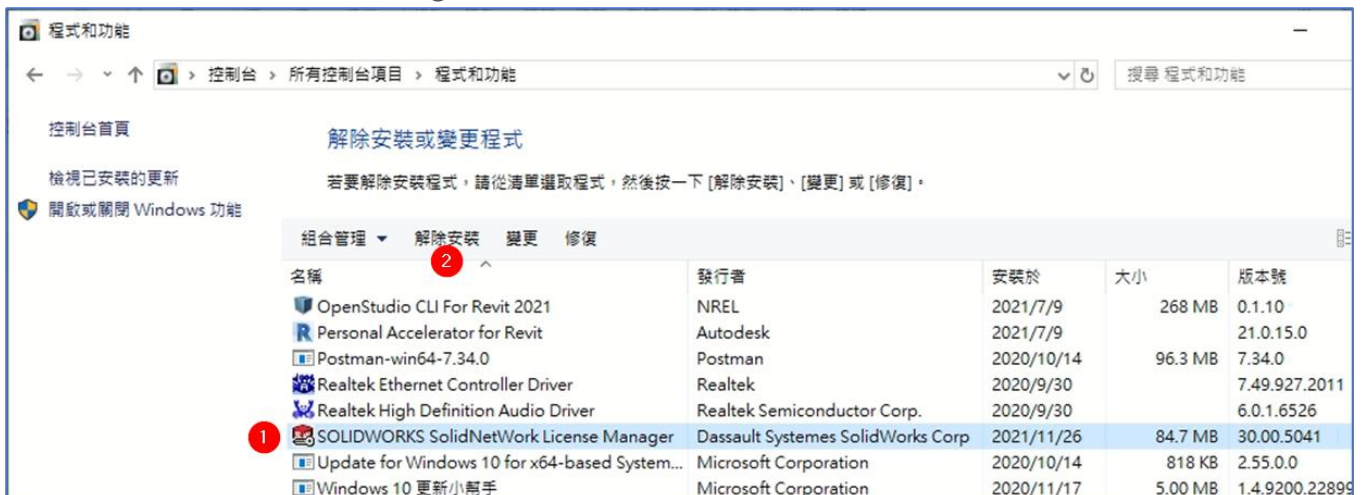 程式和功能
控制台 › 所有控制台項目 › 程式和功能
搜尋 程式和功能
控制台首頁
解除安裝或變更程式
檢視已安裝的更新
若要解除安裝程式，請從清單選取程式，然後按一下 [解除安裝]、[變更] 或 [修復]。
開啟或關閉 Windows 功能
組合管理 解除安裝 變更 修復
2
名稱 發行者 安裝於 大小 版本號
OpenStudio CLI For Revit 2021 NREL 2021/7/9 268 MB 0.1.10
Personal Accelerator for Revit Autodesk 2021/7/9 21.0.15.0
Postman-win64-7.34.0 Postman 2020/10/14 96.3 MB 7.34.0
Realtek Ethernet Controller Driver Realtek 2020/9/30 7.49.927.2011
Realtek High Definition Audio Driver Realtek Semiconductor Corp. 2020/9/30 6.0.1.6526
1 SOLIDWORKS SolidNetWork License Manager Dassault Systemes SolidWorks Corp 2021/11/26 84.7 MB 30.00.5041
Update for Windows 10 for x64-based System... Microsoft Corporation 2020/10/14 818 KB 2.55.0.0
Windows 10 更新小幫手 Microsoft Corporation 2020/11/17 5.00 MB 1.4.9200.22899